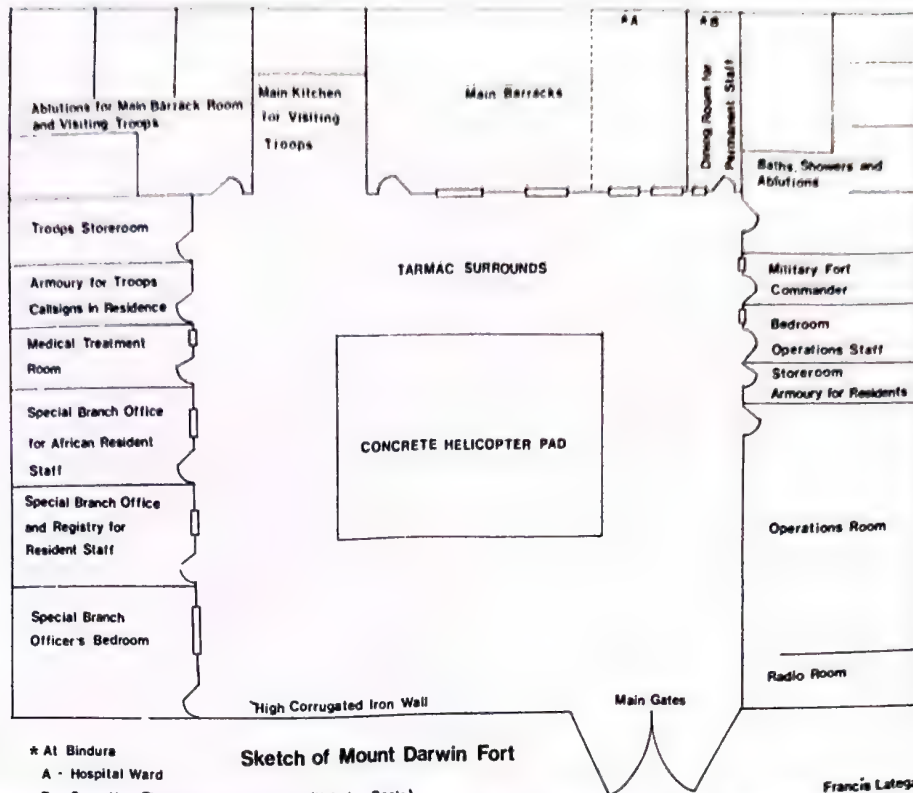 *A
*B
Ablutions for Main Barrack Room
and Visiting Troops
Main Kitchen
for Visiting
Troops
Main Barracks
Dining Room for
Permanent Staff
Baths, Showers and
Ablutions
Troops Storeroom
Armoury for Troops
Callsigns in Residence
Medical Treatment
Room
Special Branch Office
for African Resident
Staff
Special Branch Office
and Registry for
Resident Staff
Special Branch
Officer's Bedroom
TARMAC SURROUNDS
CONCRETE HELICOPTER PAD
Military Fort
Commander
Bedroom
Operations Staff
Storeroom
Armoury for Residents
Operations Room
Radio Room
High Corrugated Iron Wall
Main Gates
* At Bindura
A - Hospital Ward
Sketch of Mount Darwin Fort
Francis